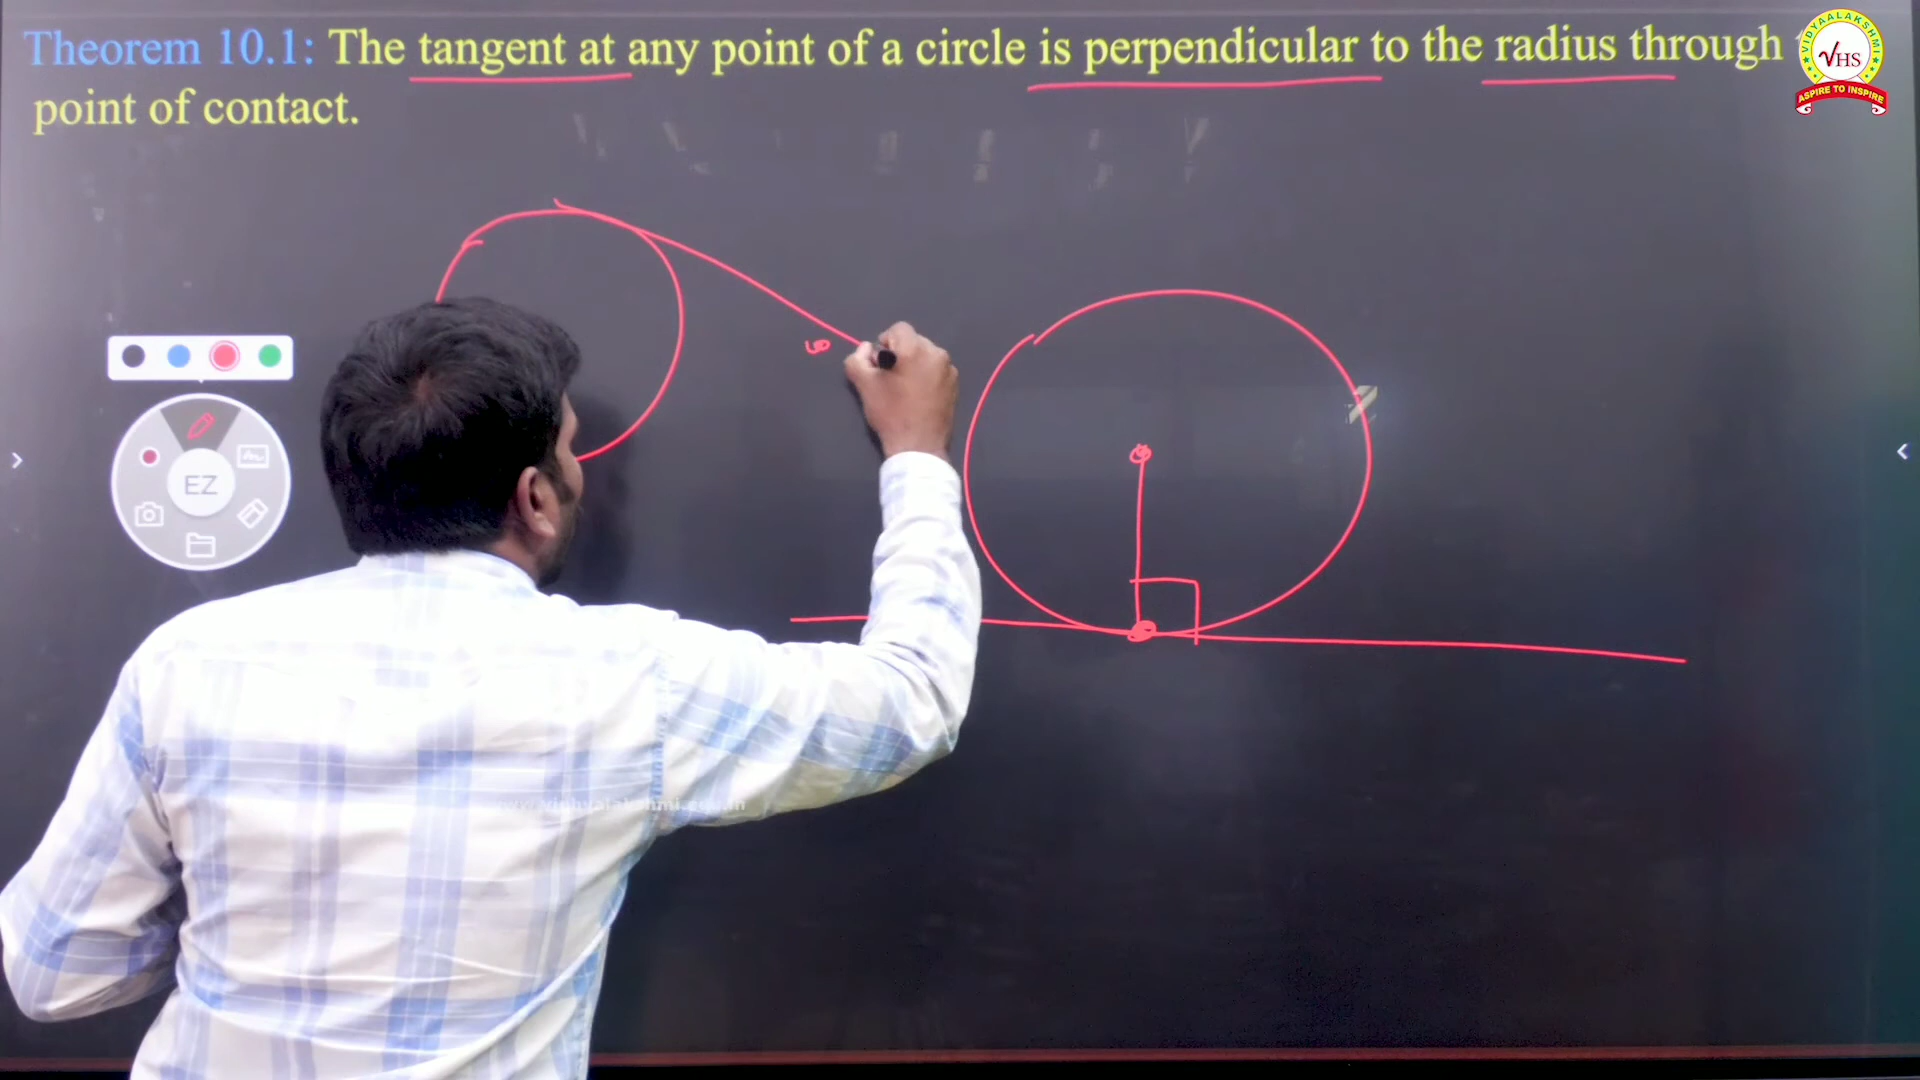 Theorem 10.1: The tangent at any point of a circle is perpendicular to the radius through
point of contact.
VIDYAALAKSHMI
VHS
ASPIRE TO INSPIRE
EZ